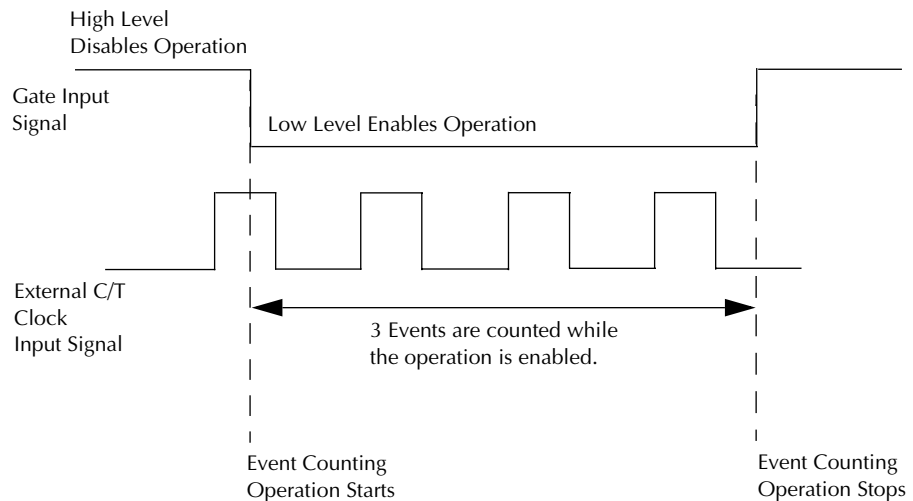 High Level
Disables Operation
Gate Input
Signal
Low Level Enables Operation
External C/T
Clock
Input Signal
3 Events are counted while
the operation is enabled.
Event Counting
Operation Starts
Event Counting
Operation Stops